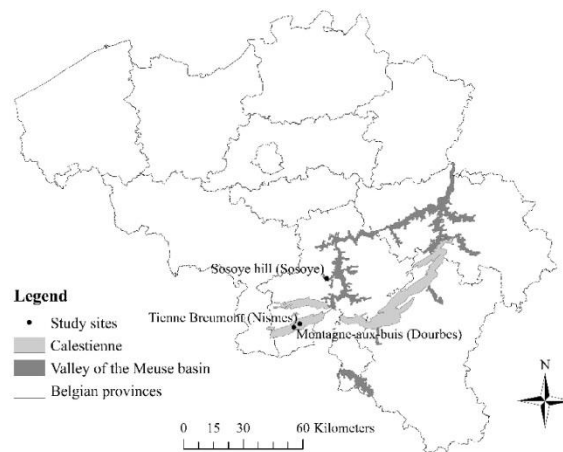 Sosoye hill (Sosoye)
Legend
Tienne Breumont (Nismes)
Study sites
Montagne-aux-buis (Dourbes)
Calestienne
Valley of the Meuse basin
N
Belgian provinces
0 15 30 60 Kilometers